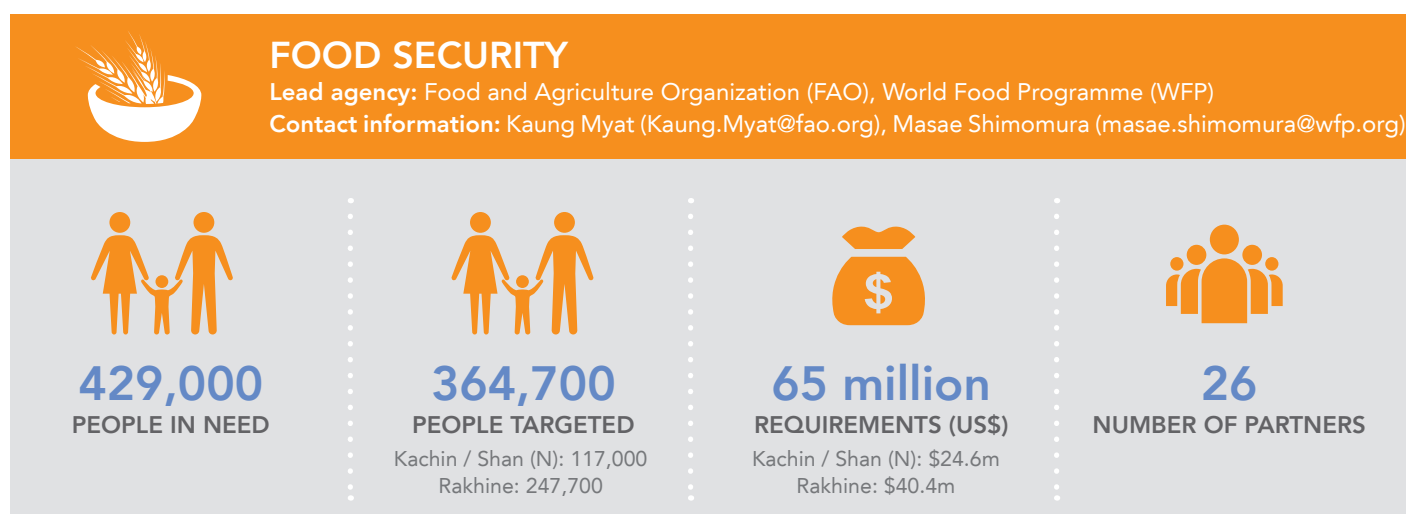 FOOD SECURITY
Lead agency: Food and Agriculture Organization (FAO), World Food Programme (WFP)
Contact information: Kaung Myat (Kaung.Myat@fao.org), Masae Shimomura (masae.shimomura@wfp.org)
$
429,000
PEOPLE IN NEED
364,700
PEOPLE TARGETED
Kachin / Shan (N): 117,000
Rakhine: 247,700
65 million
REQUIREMENTS (US$)
Kachin / Shan (N): $24.6m
Rakhine: $40.4m
26
NUMBER OF PARTNERS